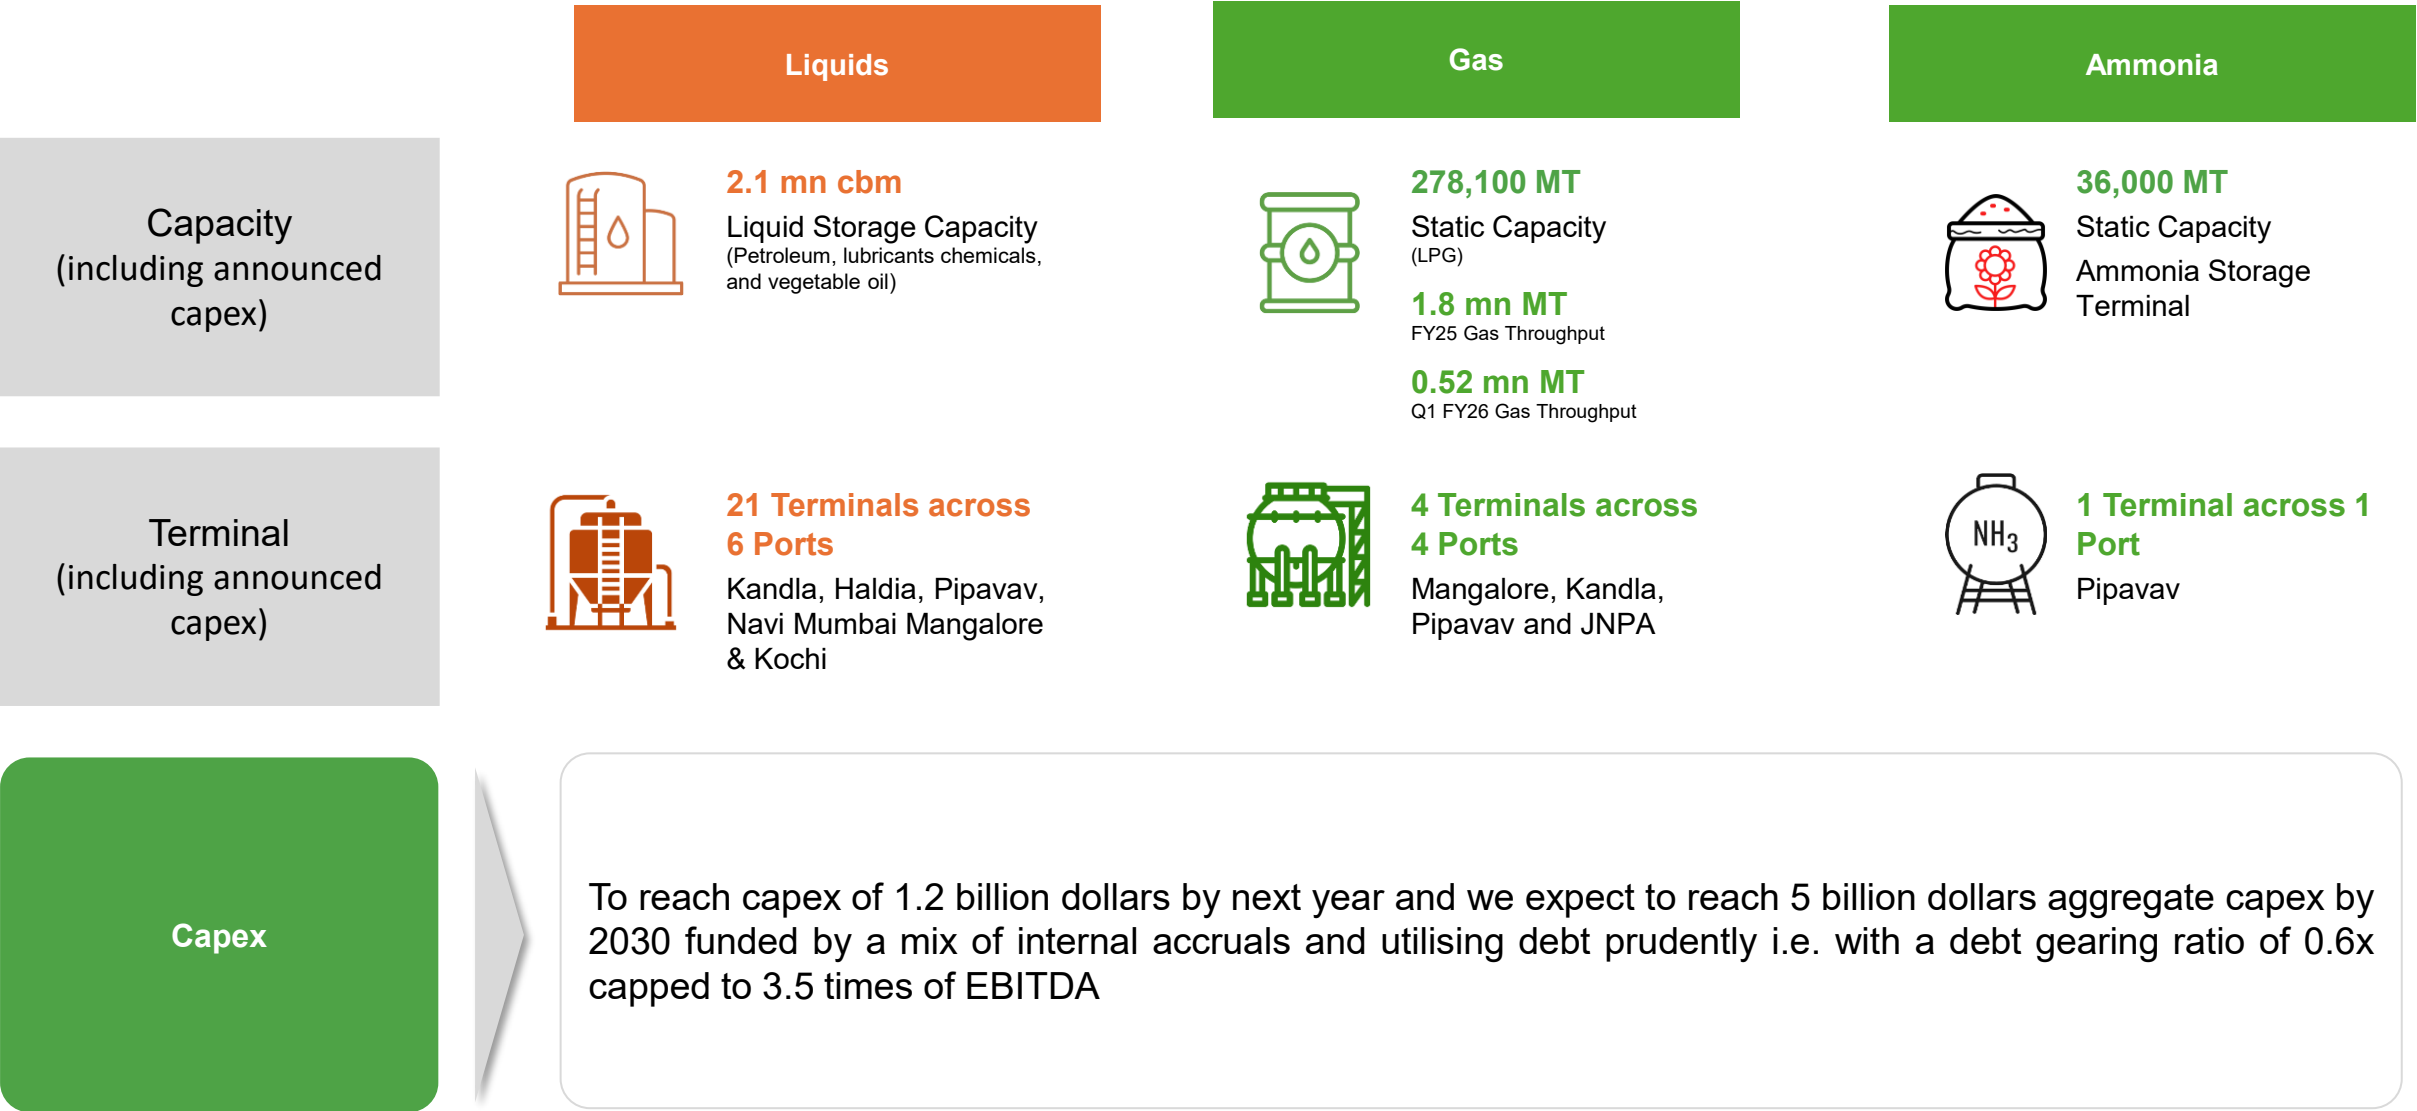 Liquids
Gas
Ammonia
Capacity
(including announced
capex)
2.1 mn cbm
Liquid Storage Capacity
(Petroleum, lubricants chemicals,
and vegetable oil)
278,100 MT
Static Capacity
(LPG)
1.8 mn MT
FY25 Gas Throughput
0.52 mn MT
Q1 FY26 Gas Throughput
36,000 MT
Static Capacity
Ammonia Storage
Terminal
Terminal
(including announced
capex)
21 Terminals across
6 Ports
Kandla, Haldia, Pipavav,
Navi Mumbai Mangalore
& Kochi
4 Terminals across
4 Ports
Mangalore, Kandla,
Pipavav and JNPA
NH3
1 Terminal across 1
Port
Pipavav
Capex
To reach capex of 1.2 billion dollars by next year and we expect to reach 5 billion dollars aggregate capex by
2030 funded by a mix of internal accruals and utilising debt prudently i.e. with a debt gearing ratio of 0.6x
capped to 3.5 times of EBITDA